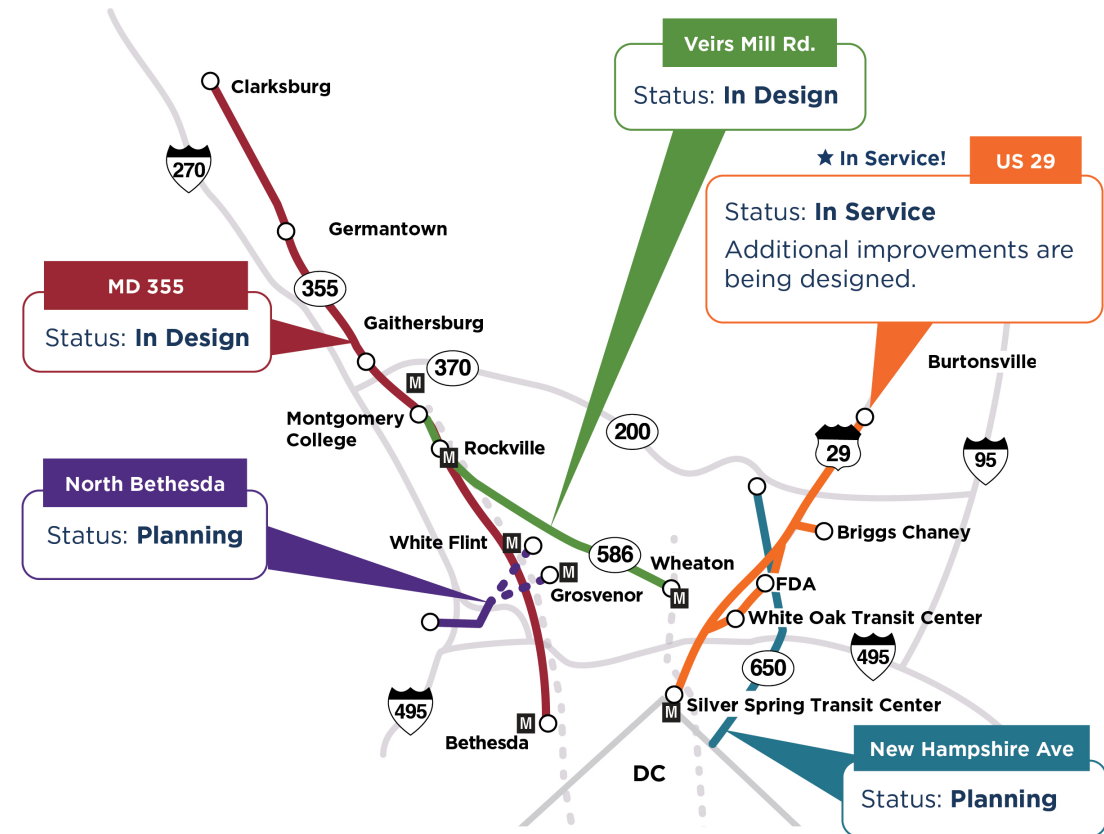 Veirs Mill Rd.
Status: In Design
Clarksburg
★ In Service!
US 29
270
Status: In Service
Additional improvements are
being designed.
Germantown
MD 355
355
Status: In Design
Gaithersburg
Burtonsville
370
M
Montgomery
College
200
Rockville
M
29
95
North Bethesda
Status: Planning
Briggs Chaney
White Flint
M
586
Wheaton
M
Grosvenor
M
FDA
White Oak Transit Center
495
650
495
Silver Spring Transit Center
M
M
Bethesda
New Hampshire Ave
DC
Status: Planning